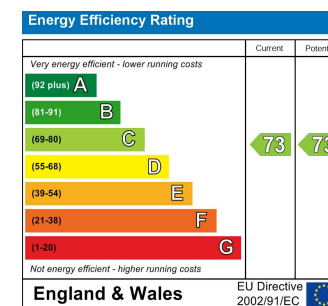 Energy Efficiency Rating
Current
Very energy efficient - lower running costs
(92 plus) A
(81-91) B
(69-80) C
73
(55-68) D
(39-54) E
(21-38) F
(1-20) G
Not energy efficient - higher running costs
England & Wales
EU Directive
2002/91/EC